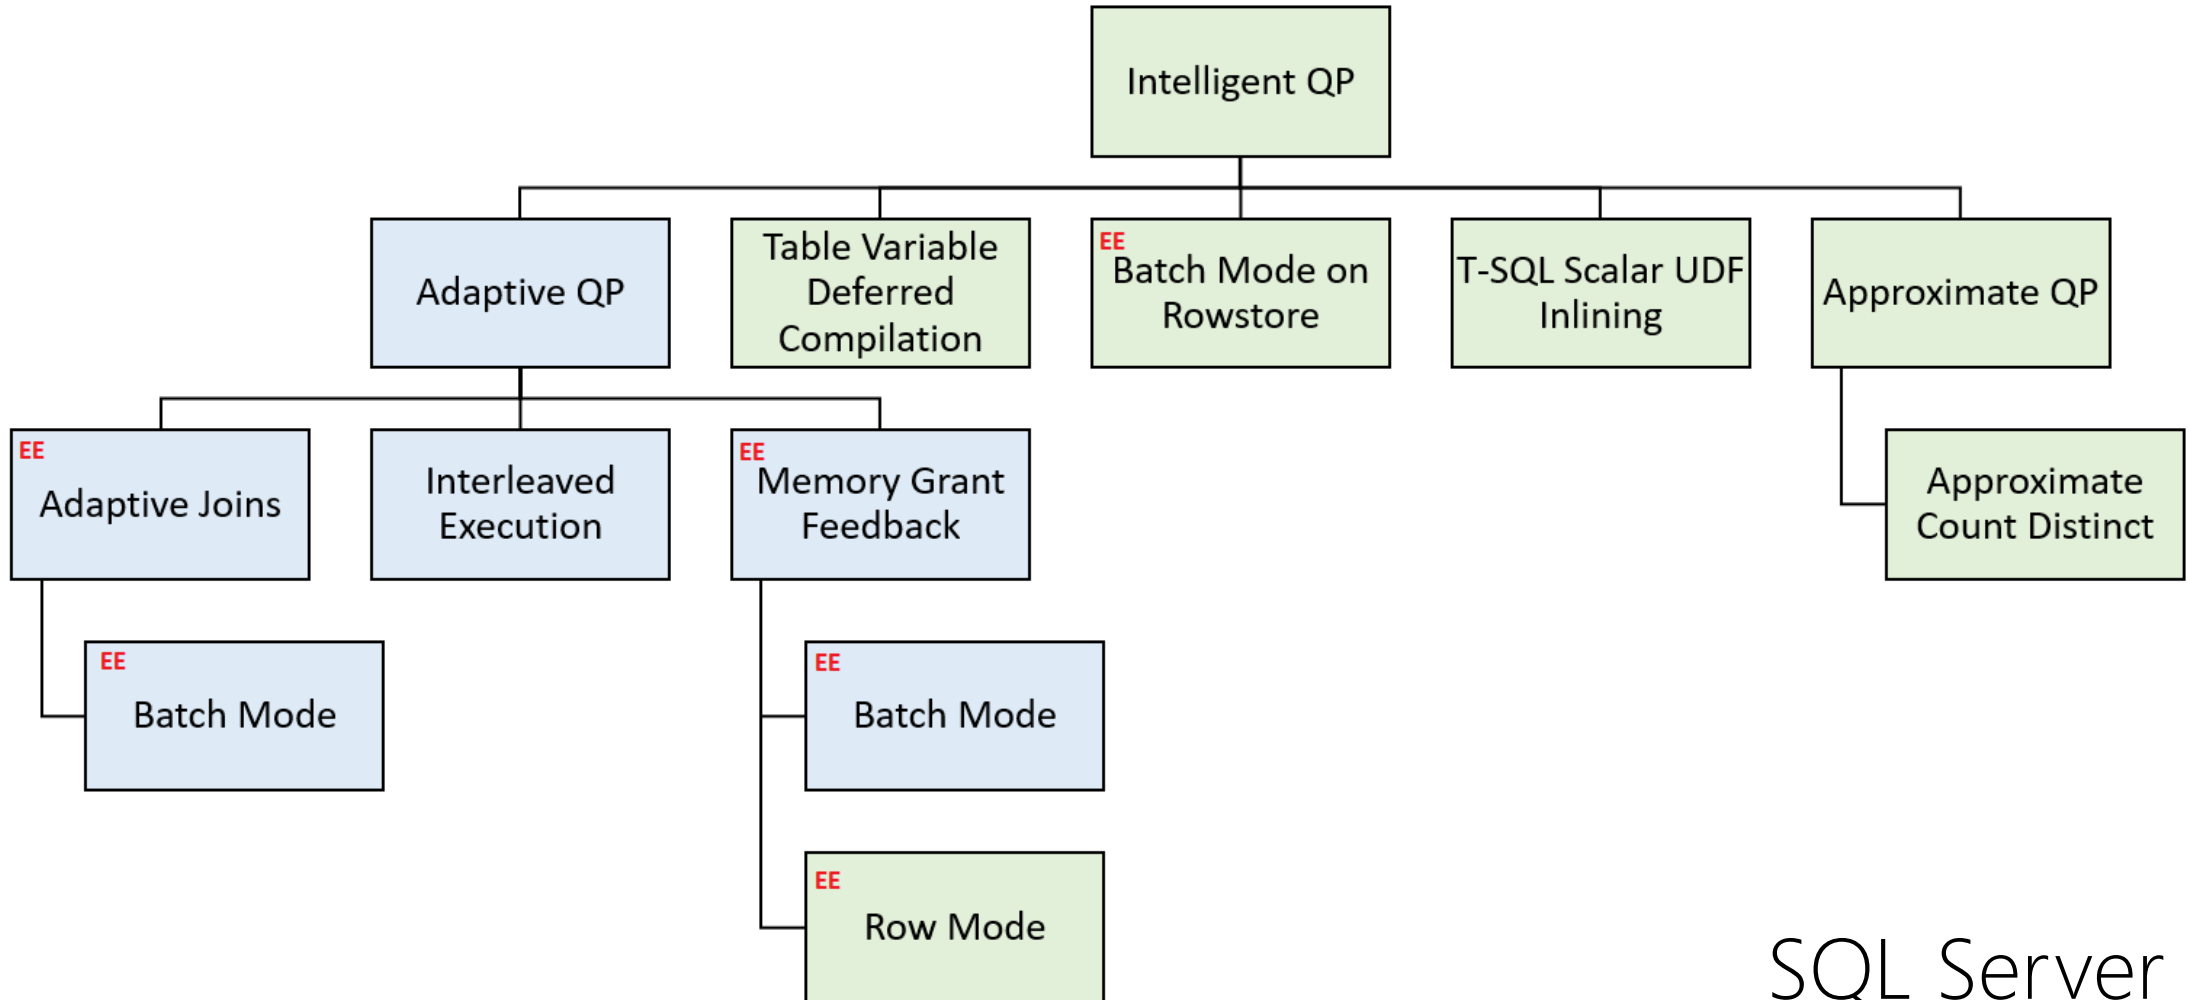 Intelligent QP
Adaptive QP
Table Variable
Deferred
Compilation
EE
Batch Mode on
Rowstore
T-SQL Scalar UDF
Inlining
Approximate QP
EE
Adaptive Joins
Interleaved
Execution
EE
Memory Grant
Feedback
Approximate
Count Distinct
EE
Batch Mode
EE
Batch Mode
EE
Row Mode
SQL Server